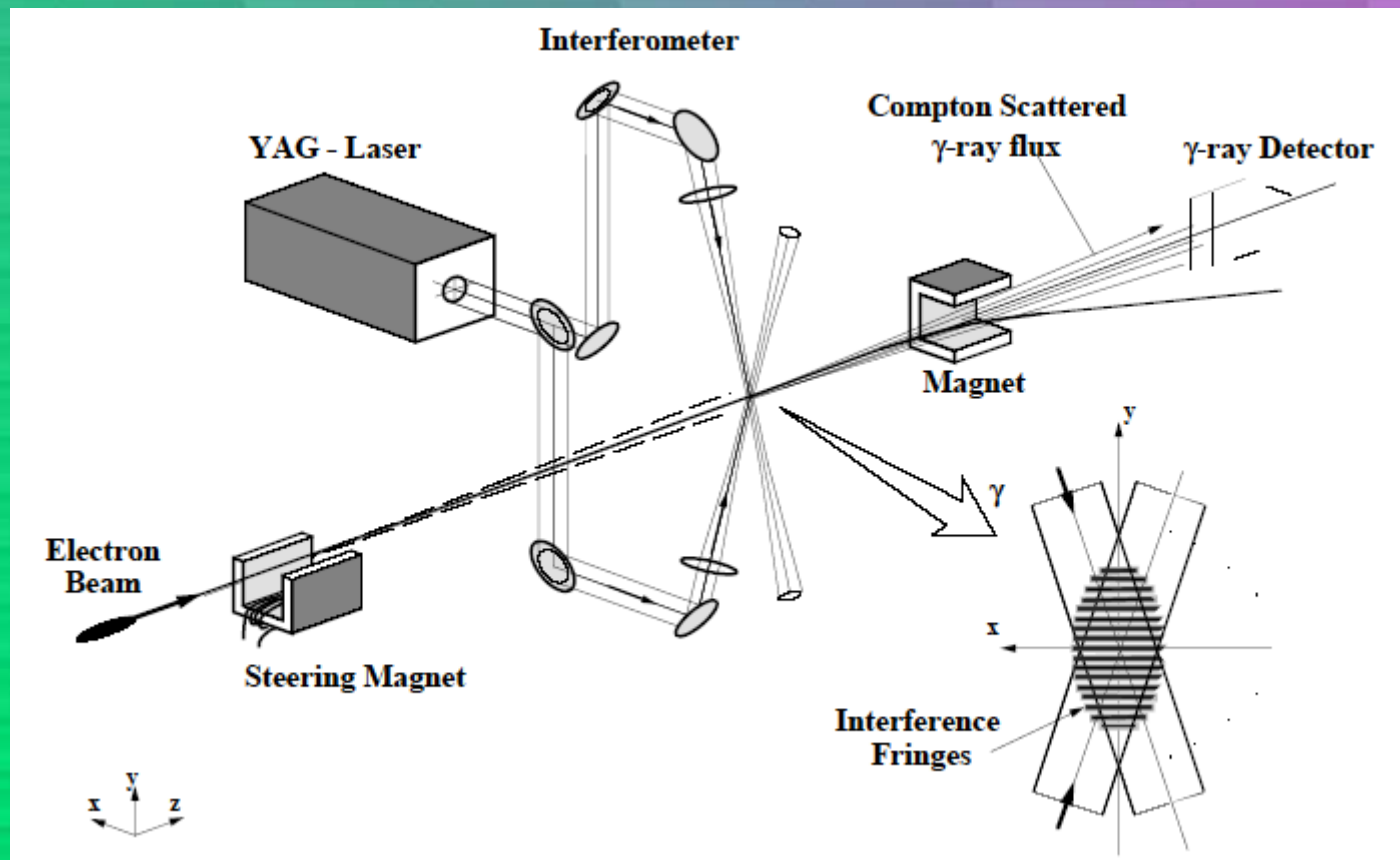 Interferometer
Compton Scattered
γ-ray flux
γ-ray Detector
YAG - Laser
Magnet
Electron
Beam
Steering Magnet
γ
y
x
Interference
Fringes
y
x
z